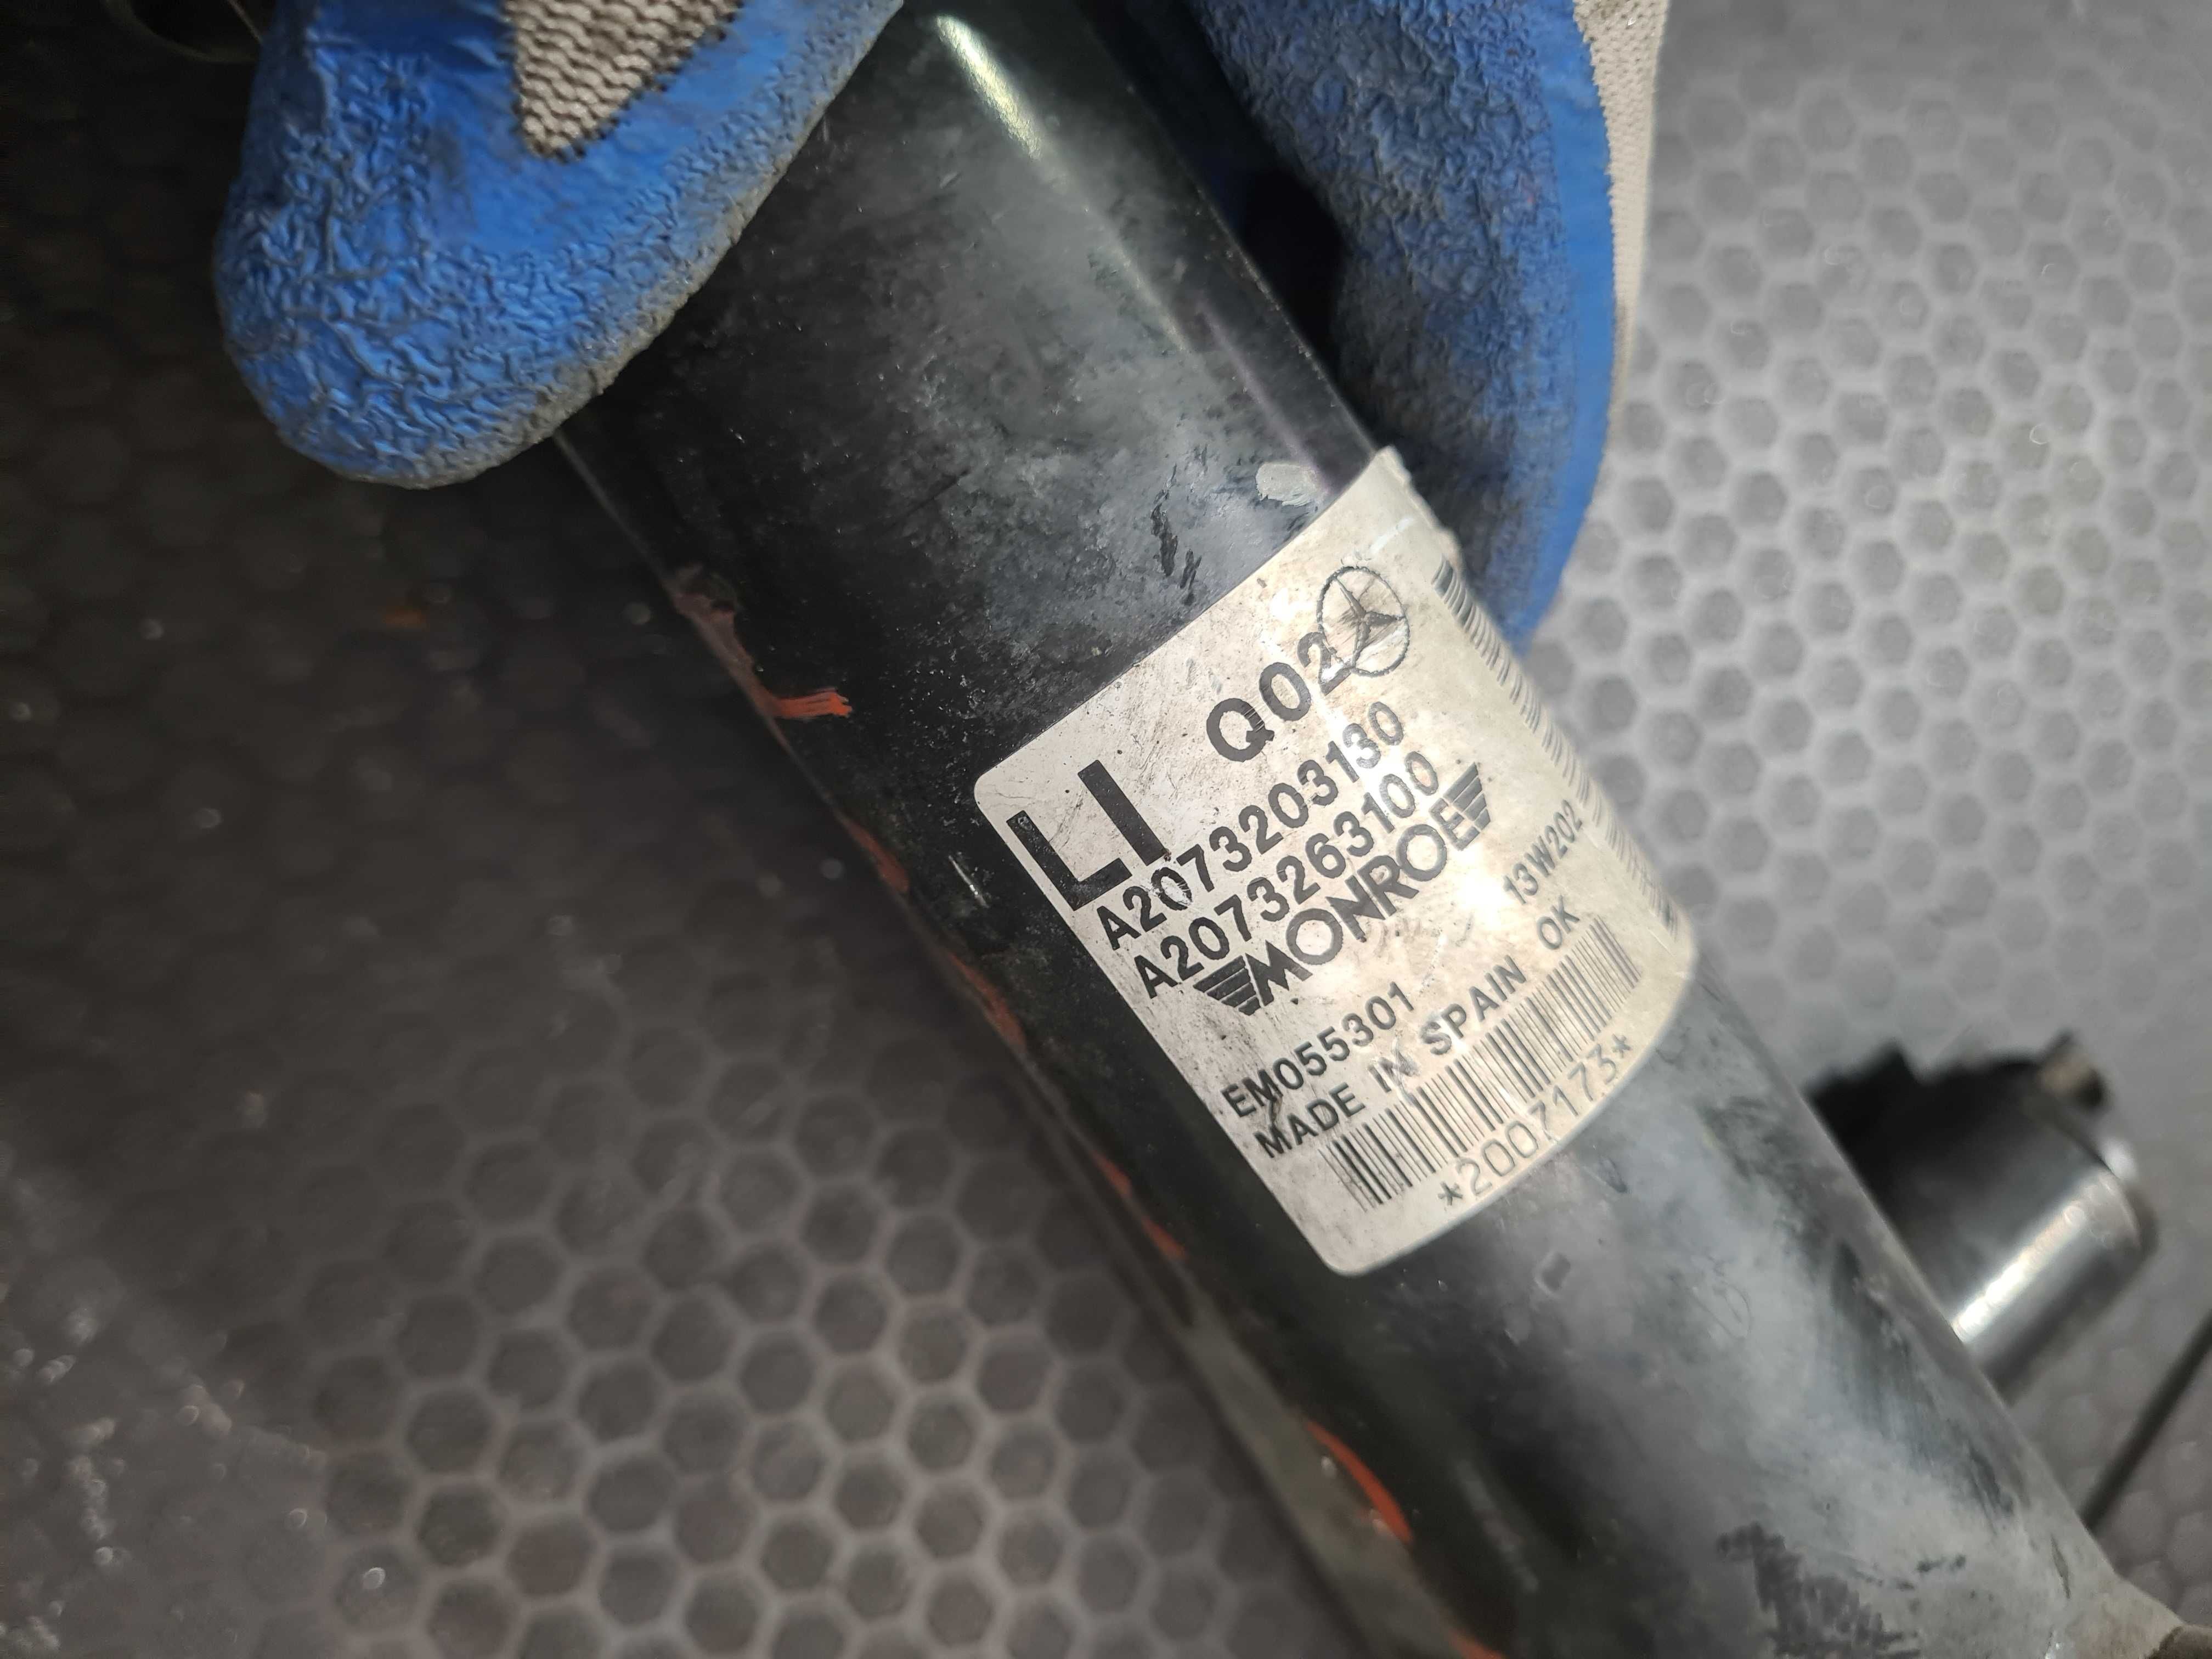 Q02
LI
A2073203130
A2073263100
MONROE
EM055301 13W202
MADE IN SPAIN OK
*2007173*